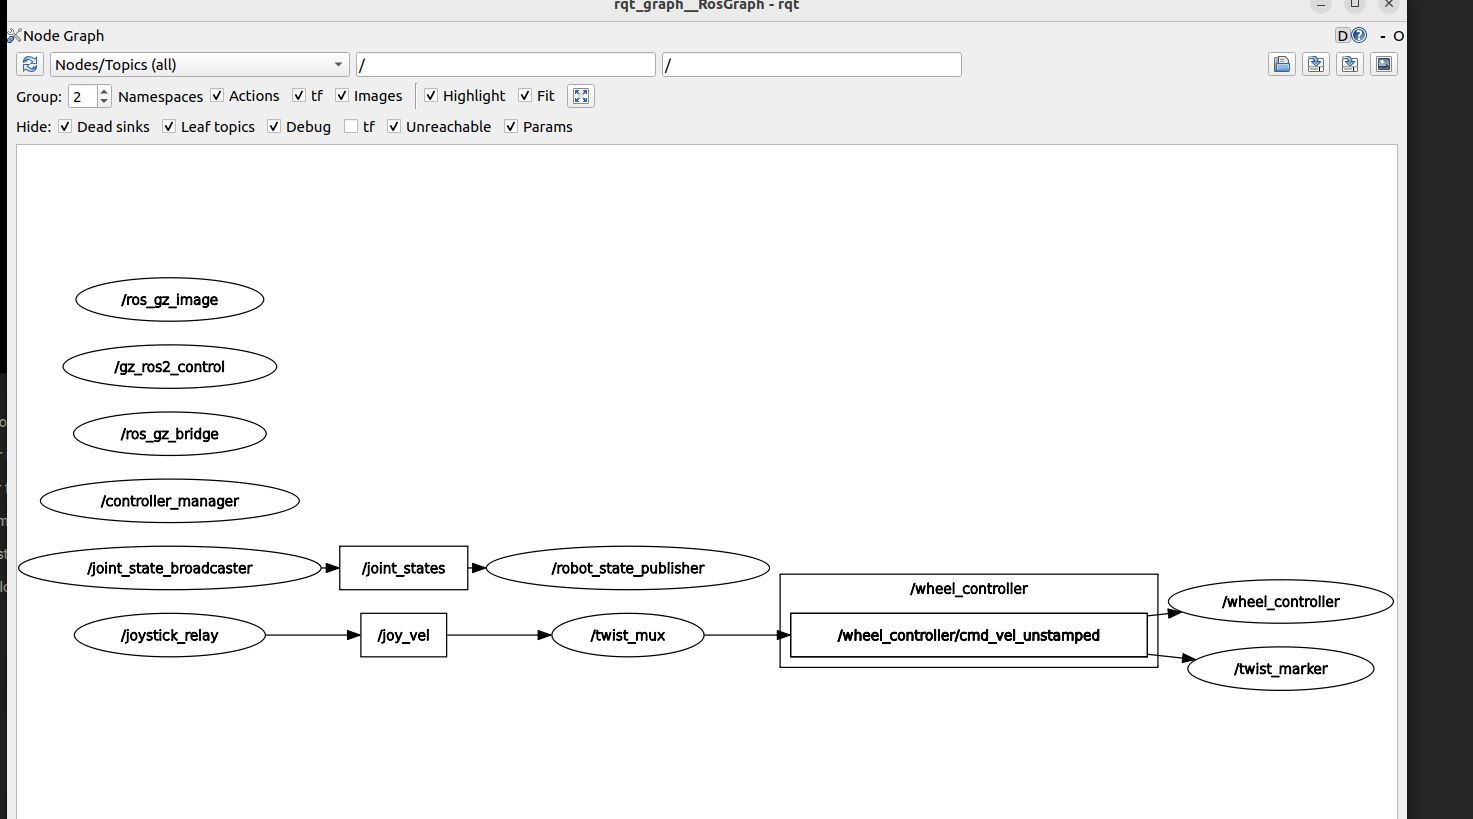 rqt_graph__RosGraph - rqt
Node Graph
D ? - O
Nodes/Topics (all) / /
Group: 2 Namespaces Actions tf Images Highlight Fit
Hide: Dead sinks Leaf topics Debug tf Unreachable Params
/ros_gz_image
/gz_ros2_control
/ros_gz_bridge
/controller_manager
/joint_state_broadcaster /joint_states /robot_state_publisher
/wheel_controller
/wheel_controller
/joystick_relay /joy_vel /twist_mux /wheel_controller/cmd_vel_unstamped
/twist_marker